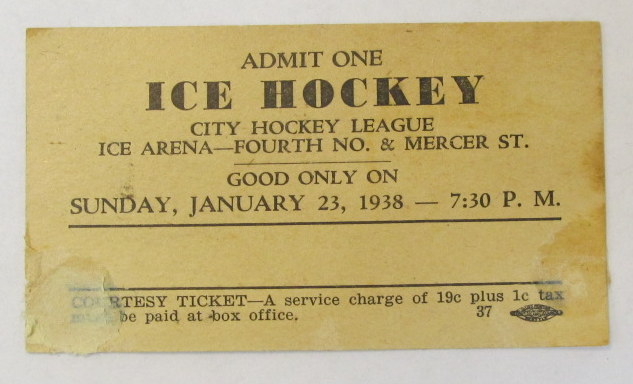 ADMIT ONE
ICE HOCKEY
CITY HOCKEY LEAGUE
ICE ARENA—FOURTH NO. & MERCER ST.
GOOD ONLY ON
SUNDAY, JANUARY 23, 1938 — 7:30 P. M.
COURTESY TICKET—A service charge of 19c plus 1c tax
be paid at box office. 37